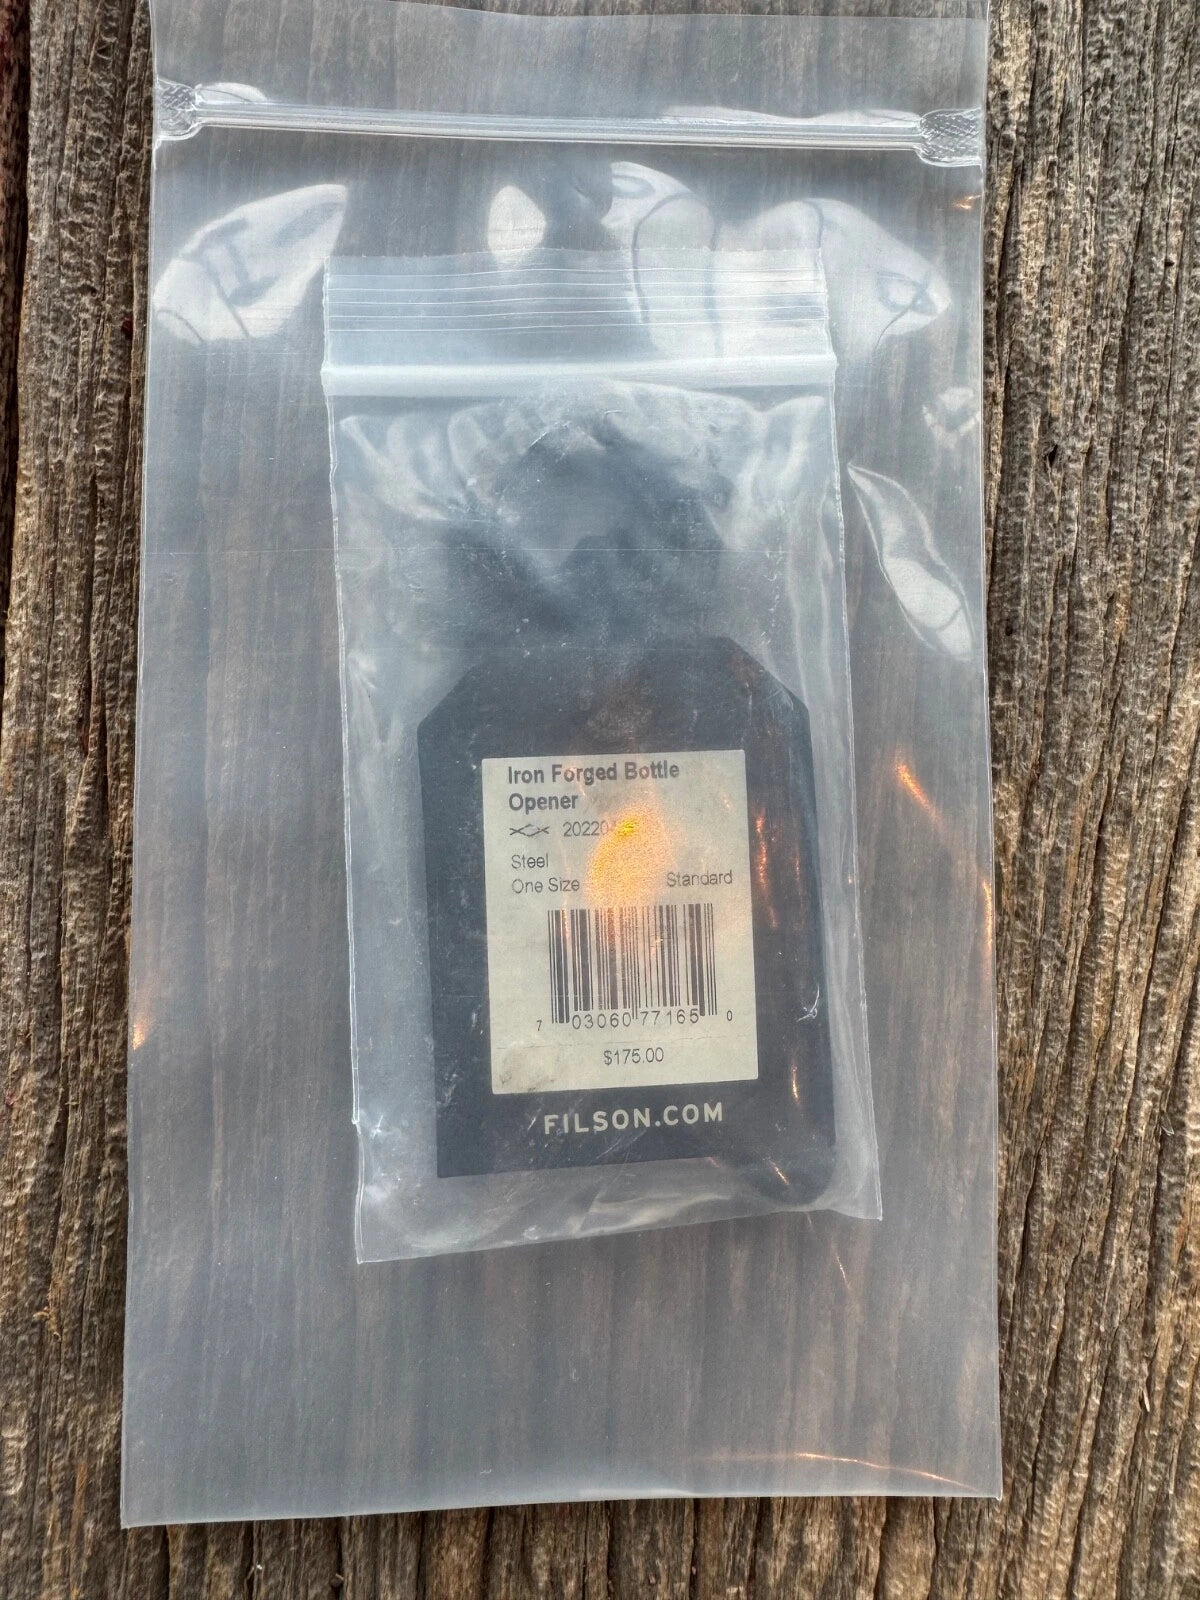 Iron Forged Bottle
Opener
Steel
One Size Standard
7 03060 77165 0
$175.00
FILSON.COM